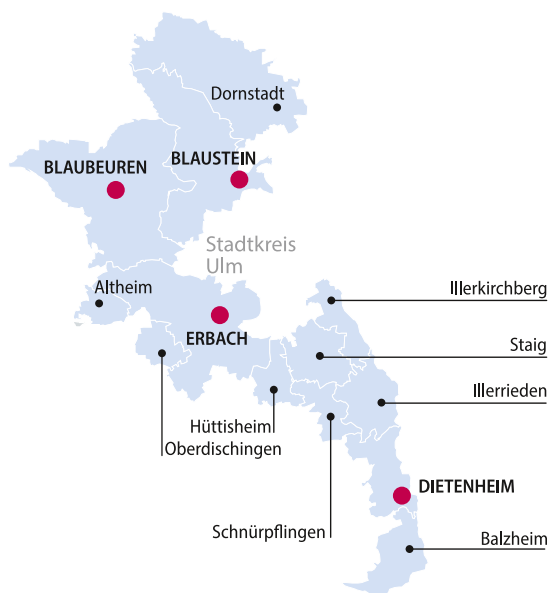 Dornstadt
BLAUSTEIN
BLAUBEUREN
Stadtkreis
Ulm
Altheim
Illerkirchberg
ERBACH
Staig
Illerrieden
Hüttisheim
Oberdischingen
DIETENHEIM
Schnürpflingen
Balzheim